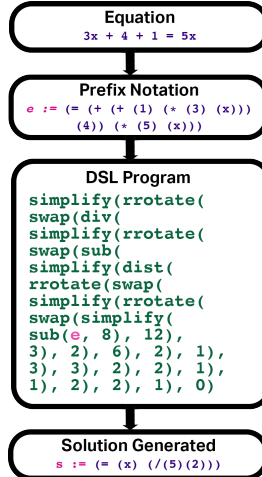 Equation
3x + 4 + 1 = 5x
Prefix Notation
e := (= (+ (+ (1) (* (3) (x)))
(4)) (* (5) (x)))
DSL Program
simplify(rrotate(
swap(div(
simplify(rrotate(
swap(sub(
simplify(dist(
rrotate(swap(
simplify(rrotate(
swap(simplify(
sub(e, 8), 12),
3), 2), 6), 2), 1),
3), 3), 2), 2), 1),
1), 2), 2), 1), 0)
Solution Generated
s := (= (x) (/(5)(2)))